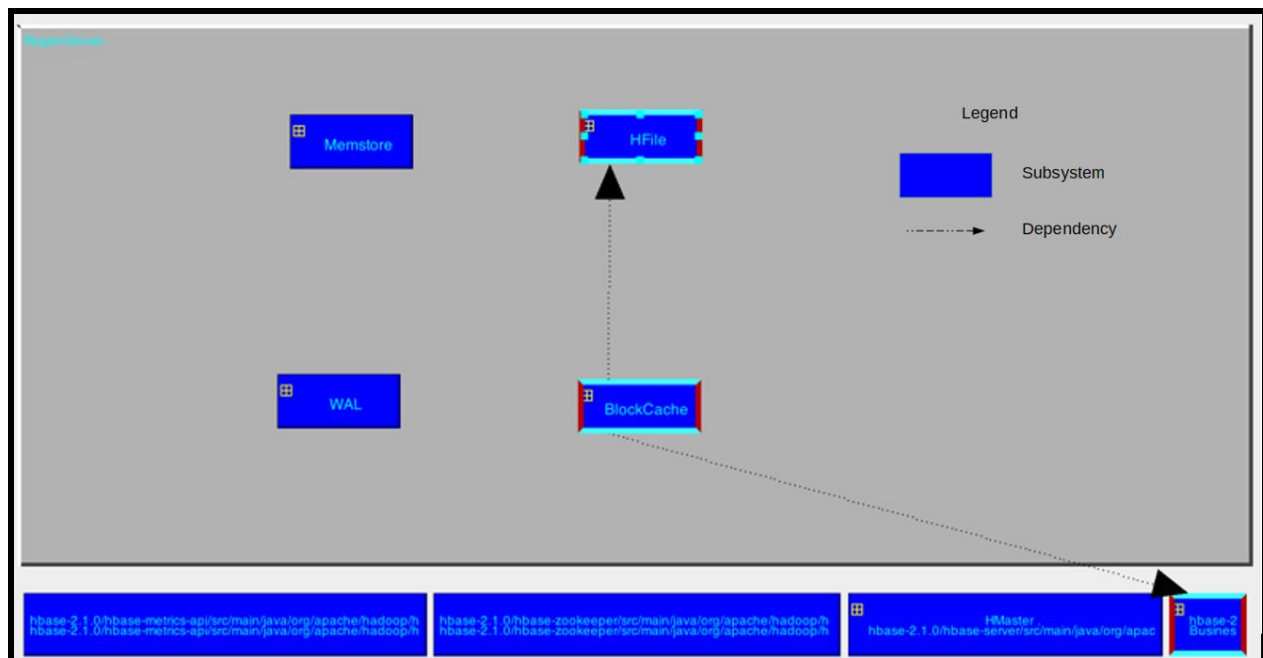 RegionServer
Memstore
HFile
Legend
Subsystem
Dependency
WAL
BlockCache
hbase-2.1.0/hbase-metrics-api/src/main/java/org/apache/hadoop/h
hbase-2.1.0/hbase-metrics-api/src/main/java/org/apache/hadoop/h
hbase-2.1.0/hbase-zookeeper/src/main/java/org/apache/hadoop/h
hbase-2.1.0/hbase-zookeeper/src/main/java/org/apache/hadoop/h
HMaster
hbase-2.1.0/hbase-server/src/main/java/org/apac
hbase-2
Busines